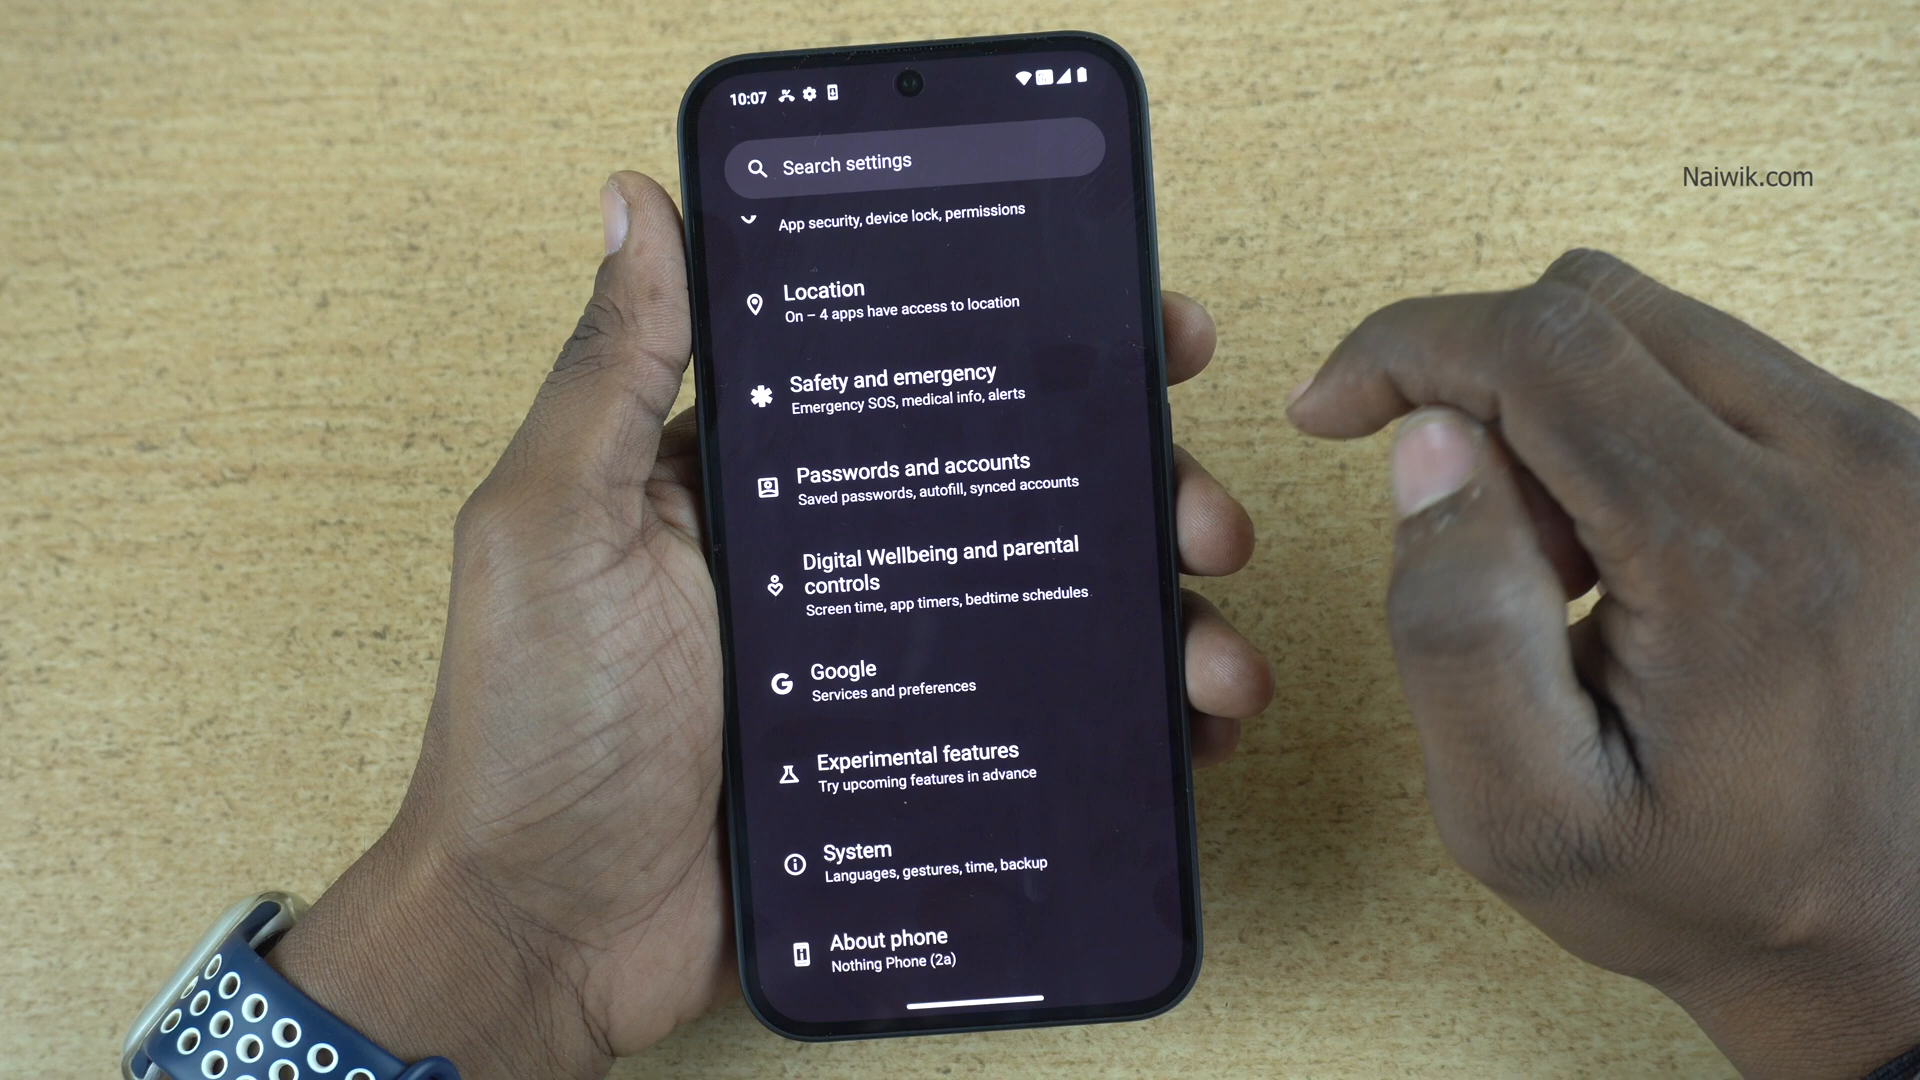 10:07
Search settings
App security, device lock, permissions
Location
On – 4 apps have access to location
Safety and emergency
Emergency SOS, medical info, alerts
Passwords and accounts
Saved passwords, autofill, synced accounts
Digital Wellbeing and parental
controls
Screen time, app timers, bedtime schedules
Google
Services and preferences
Experimental features
Try upcoming features in advance
System
Languages, gestures, time, backup
About phone
Nothing Phone (2a)
Naiwik.com